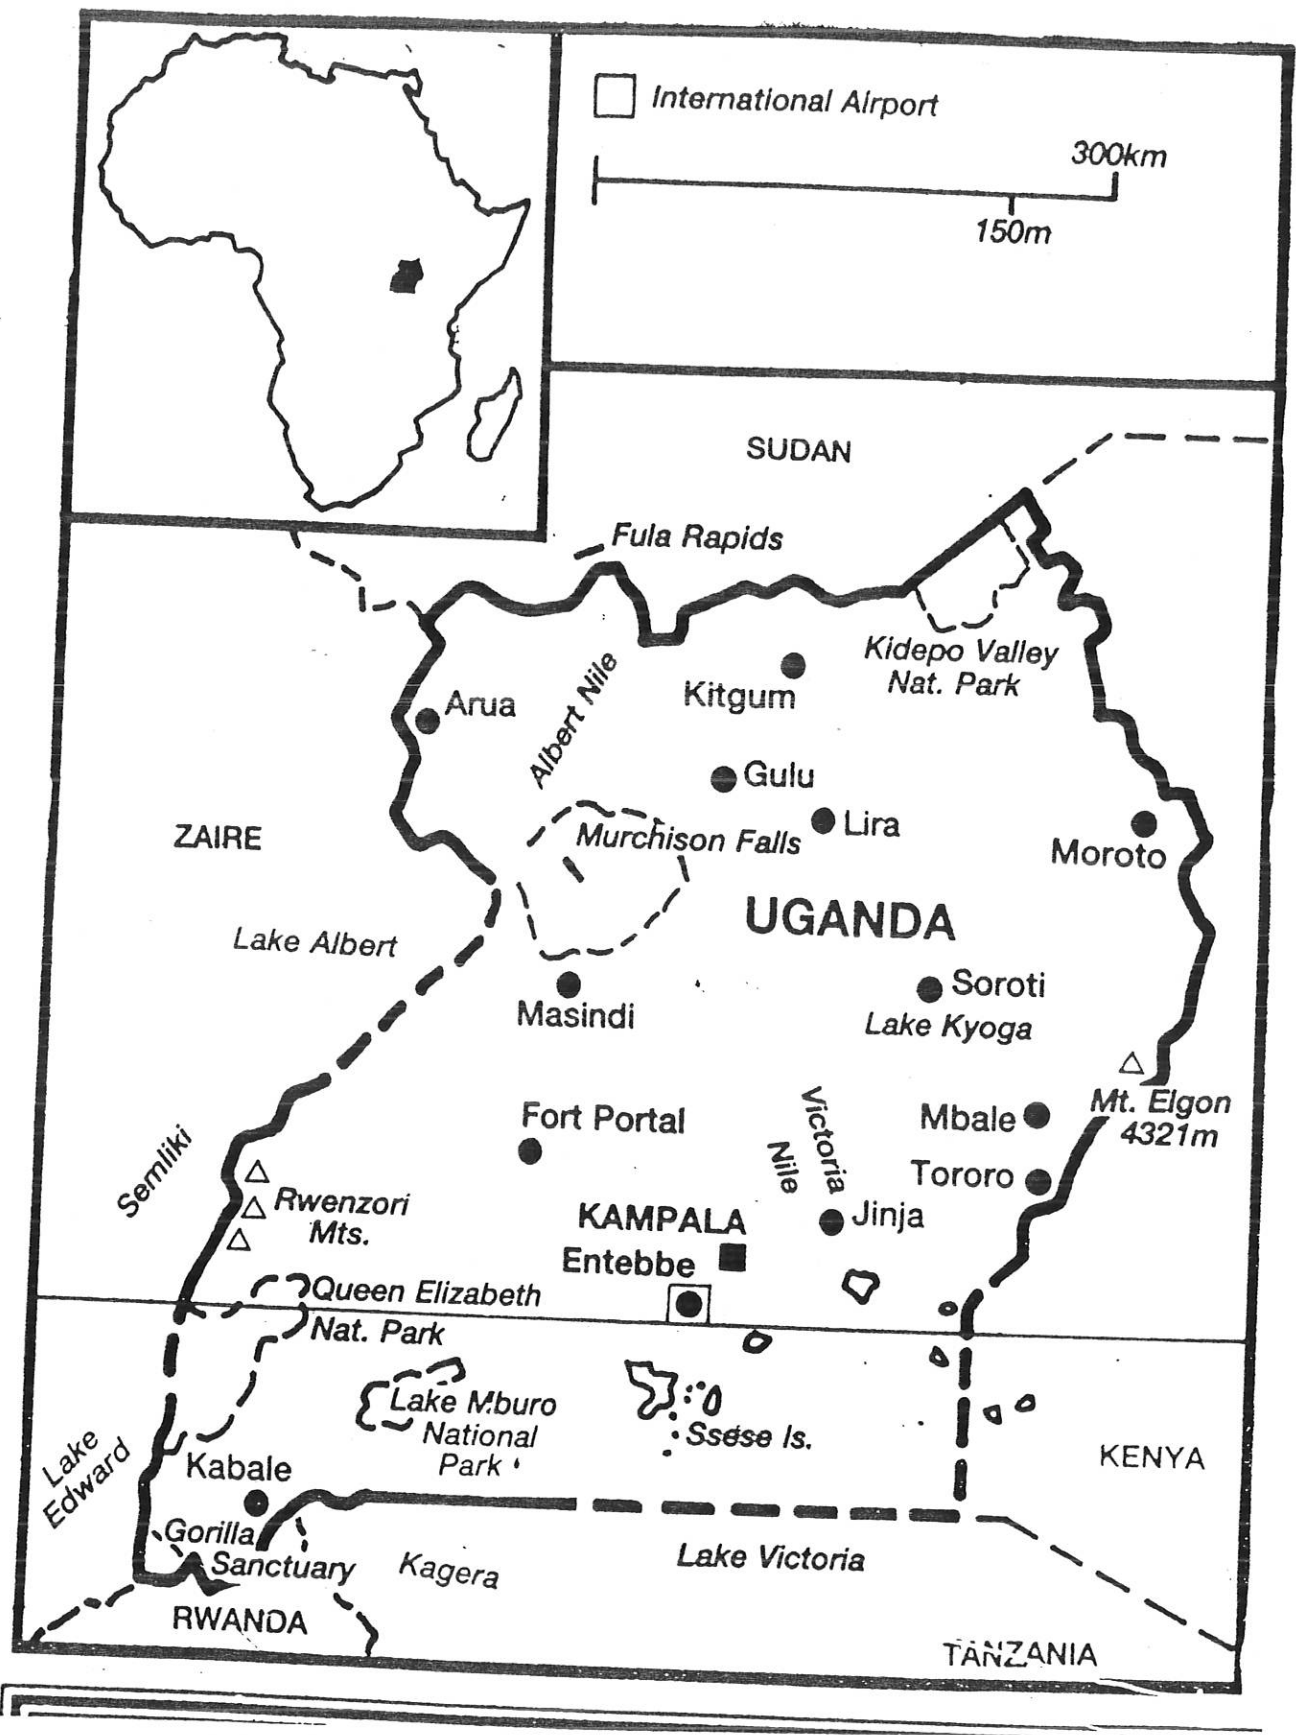 International Airport
300km
150m
SUDAN
Fula Rapids
Kidepo Valley
Nat. Park
Kitgum
Albert Nile
Arua
Gulu
Lira
Murchison Falls
Moroto
ZAIRE
UGANDA
Lake Albert
Soroti
Lake Kyoga
Masindi
Mt. Elgon
4321m
Mbale
Fort Portal
Victoria
Nile
Tororo
Semliki
Rwenzori
Mts.
KAMPALA
Jinja
Entebbe
Queen Elizabeth
Nat. Park
Lake Mburo
National
Park
Ssese Is.
KENYA
Lake
Edward
Kabale
Gorilla
Sanctuary
Kagera
Lake Victoria
RWANDA
TANZANIA